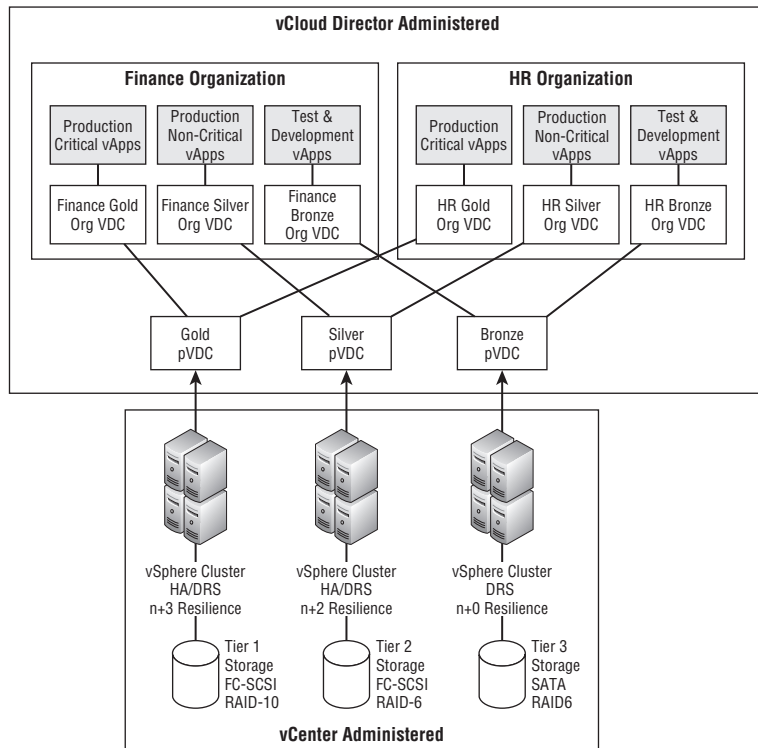 vCloud Director Administered
Finance Organization
Production
Critical vApps
Production
Non-Critical
vApps
Test &
Development
vApps
Finance Gold
Org VDC
Finance Silver
Org VDC
Finance
Bronze
Org VDC
HR Organization
Production
Critical vApps
Production
Non-Critical
vApps
Test &
Development
vApps
HR Gold
Org VDC
HR Silver
Org VDC
HR Bronze
Org VDC
Gold
pVDC
Silver
pVDC
Bronze
pVDC
vSphere Cluster
HA/DRS
n+3 Resilience
vSphere Cluster
HA/DRS
n+2 Resilience
vSphere Cluster
DRS
n+0 Resilience
Tier 1
Storage
FC-SCSI
RAID-10
Tier 2
Storage
FC-SCSI
RAID-6
Tier 3
Storage
SATA
RAID6
vCenter Administered